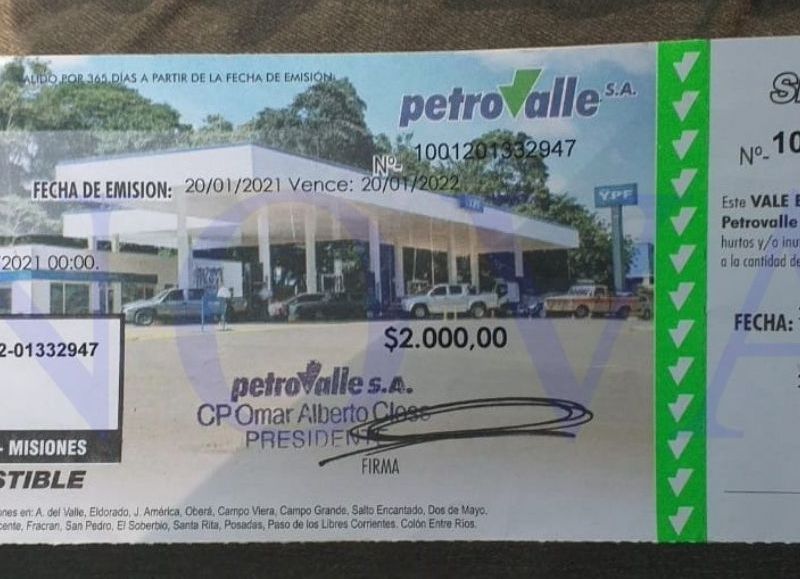 VALIDO POR 365 DÍAS A PARTIR DE LA FECHA DE EMISIÓN
petrovalle S.A.
Nº- 1001201332947
FECHA DE EMISION: 20/01/2021 Vence: 20/01/2022
YPF
/2021 00:00.
2-01332947
$2.000,00
petrovalle s.a.
CP Omar Alberto Closs
PRESIDENTE
FIRMA
- MISIONES
STIBLE
ones en: A. del Valle, Eldorado, J. América, Oberá, Campo Viera, Campo Grande, Salto Encantado, Dos de Mayo,
cente, Fracran, San Pedro, El Soberbio, Santa Rita, Posadas, Paso de los Libres Corrientes. Colón Entre Ríos.
Nº- 10
Este VALE E
Petrovalle
hurtos y/o inu
a la cantidad de
FECHA:
NOVA